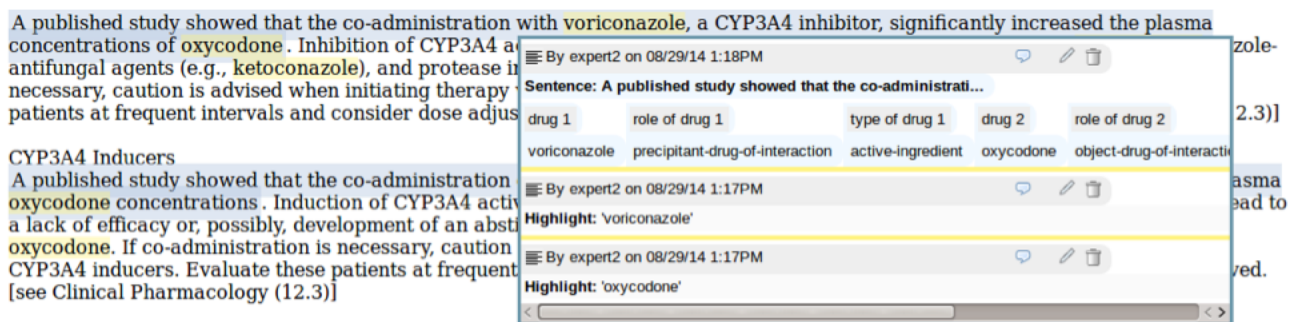 A published study showed that the co-administration with voriconazole, a CYP3A4 inhibitor, significantly increased the plasma
concentrations of oxycodone. Inhibition of CYP3A4 zole-
antifungal agents (e.g., ketoconazole), and protease
necessary, caution is advised when initiating therapy
patients at frequent intervals and consider dose adjus 2.3)]
CYP3A4 Inducers
A published study showed that the co-administration asma
oxycodone concentrations. Induction of CYP3A4 ead to
a lack of efficacy or, possibly, development of an absti
oxycodone. If co-administration is necessary, caution
CYP3A4 inducers. Evaluate these patients at frequent ved.
[see Clinical Pharmacology (12.3)]
By expert2 on 08/29/14 1:18PM
Sentence: A published study showed that the co-administrati...
drug 1 role of drug 1 type of drug 1 drug 2 role of drug 2
voriconazole precipitant-drug-of-interaction active-ingredient oxycodone object-drug-of-interacti
By expert2 on 08/29/14 1:17PM
Highlight: 'voriconazole'
By expert2 on 08/29/14 1:17PM
Highlight: 'oxycodone'